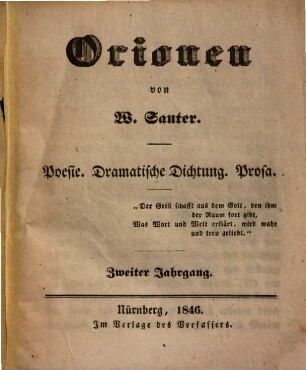 Orionen
von
W. Sauter.
Poesie. Dramatische Dichtung. Prosa.
„Der Geist schafft aus dem Gott, den ihm
der Raum fort gibt,
Was Wort und Welt erklärt, wird wahr
und treu geliebt.“
Zweiter Jahrgang.
Nürnberg, 1846.
Im Verlage des Verfassers.